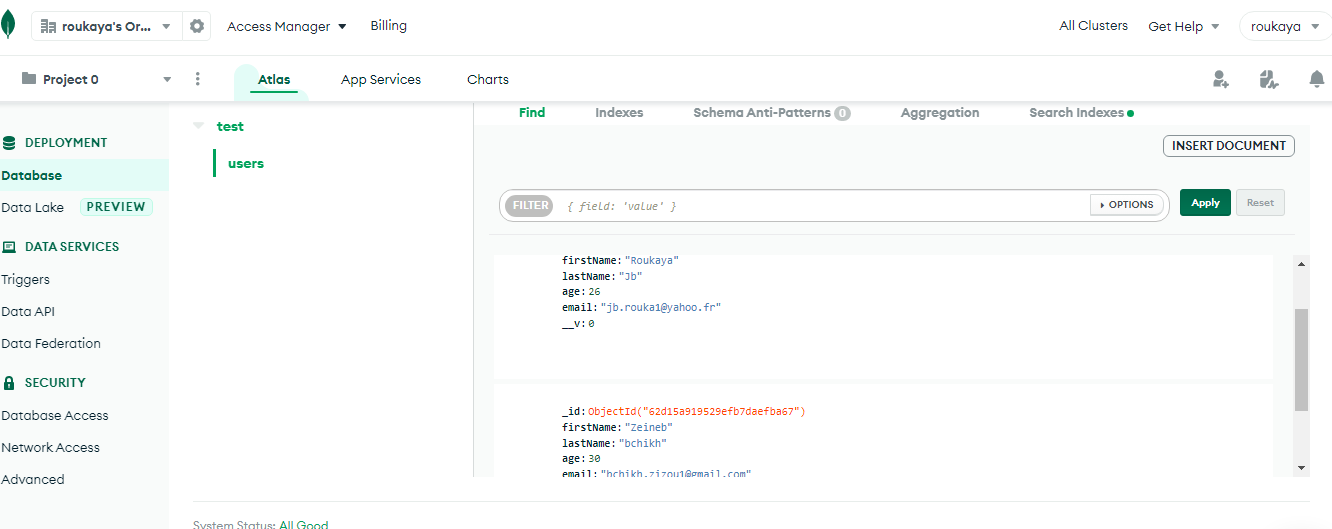 roukaya's Or...
Access Manager
Billing
All Clusters
Get Help
roukaya
Project 0
Atlas
App Services
Charts
DEPLOYMENT
Database
Data Lake PREVIEW
DATA SERVICES
Triggers
Data API
Data Federation
SECURITY
Database Access
Network Access
Advanced
test
users
Find
Indexes
Schema Anti-Patterns 0
Aggregation
Search Indexes
INSERT DOCUMENT
FILTER { field: 'value' }
OPTIONS
Apply
Reset
firstName: "Roukaya"
lastName: "Jb"
age: 26
email: "jb.rouka1@yahoo.fr"
__v: 0
_id: ObjectId("62d15a919529efb7daefba67")
firstName: "Zeineb"
lastName: "bchikh"
age: 30
email: "bchikh.zizou1@gmail.com"
System Status: All Good